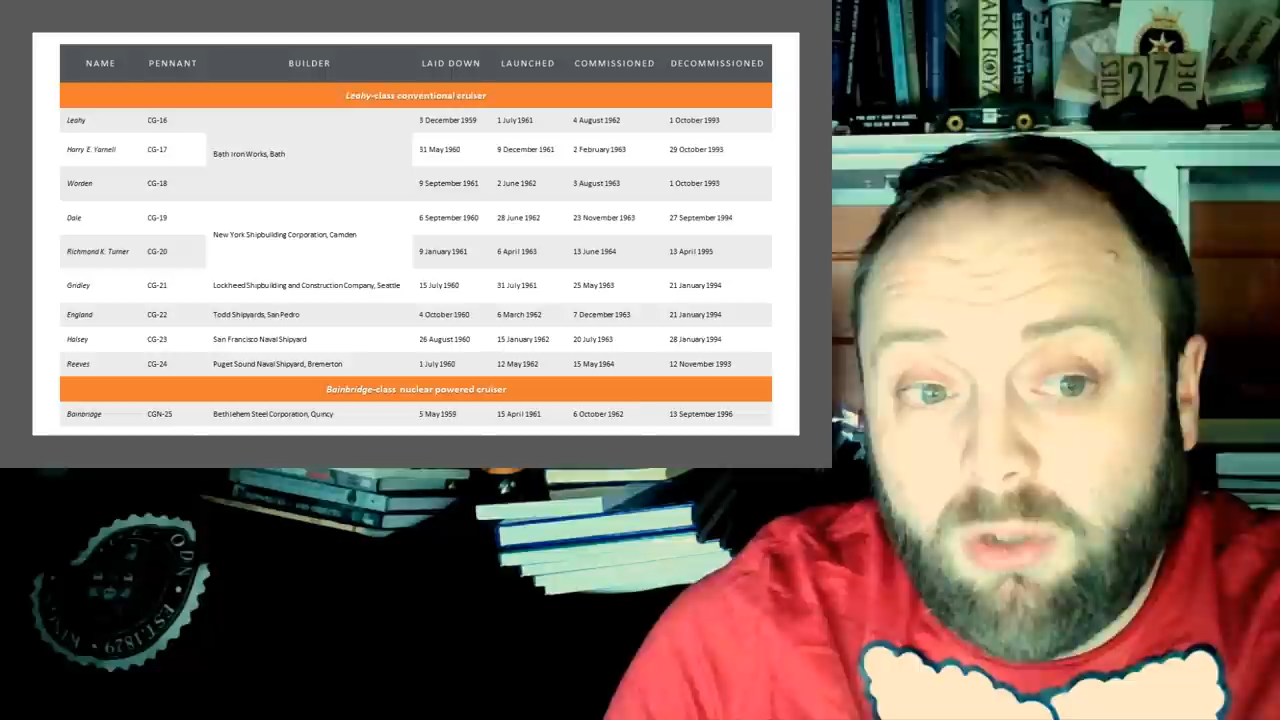 NAME PENNANT BUILDER LAID DOWN LAUNCHED COMMISSIONED DECOMMISSIONED
Leahy-class conventional cruiser
Leahy CG-16 3 December 1959 1 July 1961 4 August 1962 1 October 1993
Harry E. Yarnell CG-17 Bath Iron Works, Bath 31 May 1960 9 December 1961 2 February 1963 29 October 1993
Worden CG-18 9 September 1961 2 June 1962 3 August 1963 1 October 1993
Dale CG-19 6 September 1960 28 June 1962 23 November 1963 27 September 1994
New York Shipbuilding Corporation, Camden
Richmond K. Turner CG-20 9 January 1961 6 April 1963 13 June 1964 13 April 1995
Gridley CG-21 Lockheed Shipbuilding and Construction Company, Seattle 15 July 1960 31 July 1961 25 May 1963 21 January 1994
England CG-22 Todd Shipyards, San Pedro 4 October 1960 6 March 1962 7 December 1963 21 January 1994
Halsey CG-23 San Francisco Naval Shipyard 26 August 1960 15 January 1962 20 July 1963 28 January 1994
Reeves CG-24 Puget Sound Naval Shipyard, Bremerton 1 July 1960 12 May 1962 15 May 1964 12 November 1993
Bainbridge-class nuclear powered cruiser
Bainbridge CGN-25 Bethlehem Steel Corporation, Quincy 5 May 1959 15 April 1961 6 October 1962 13 September 1996
ARK ROYA
ARHAMMER
TUES 27 DEC
EST.1829